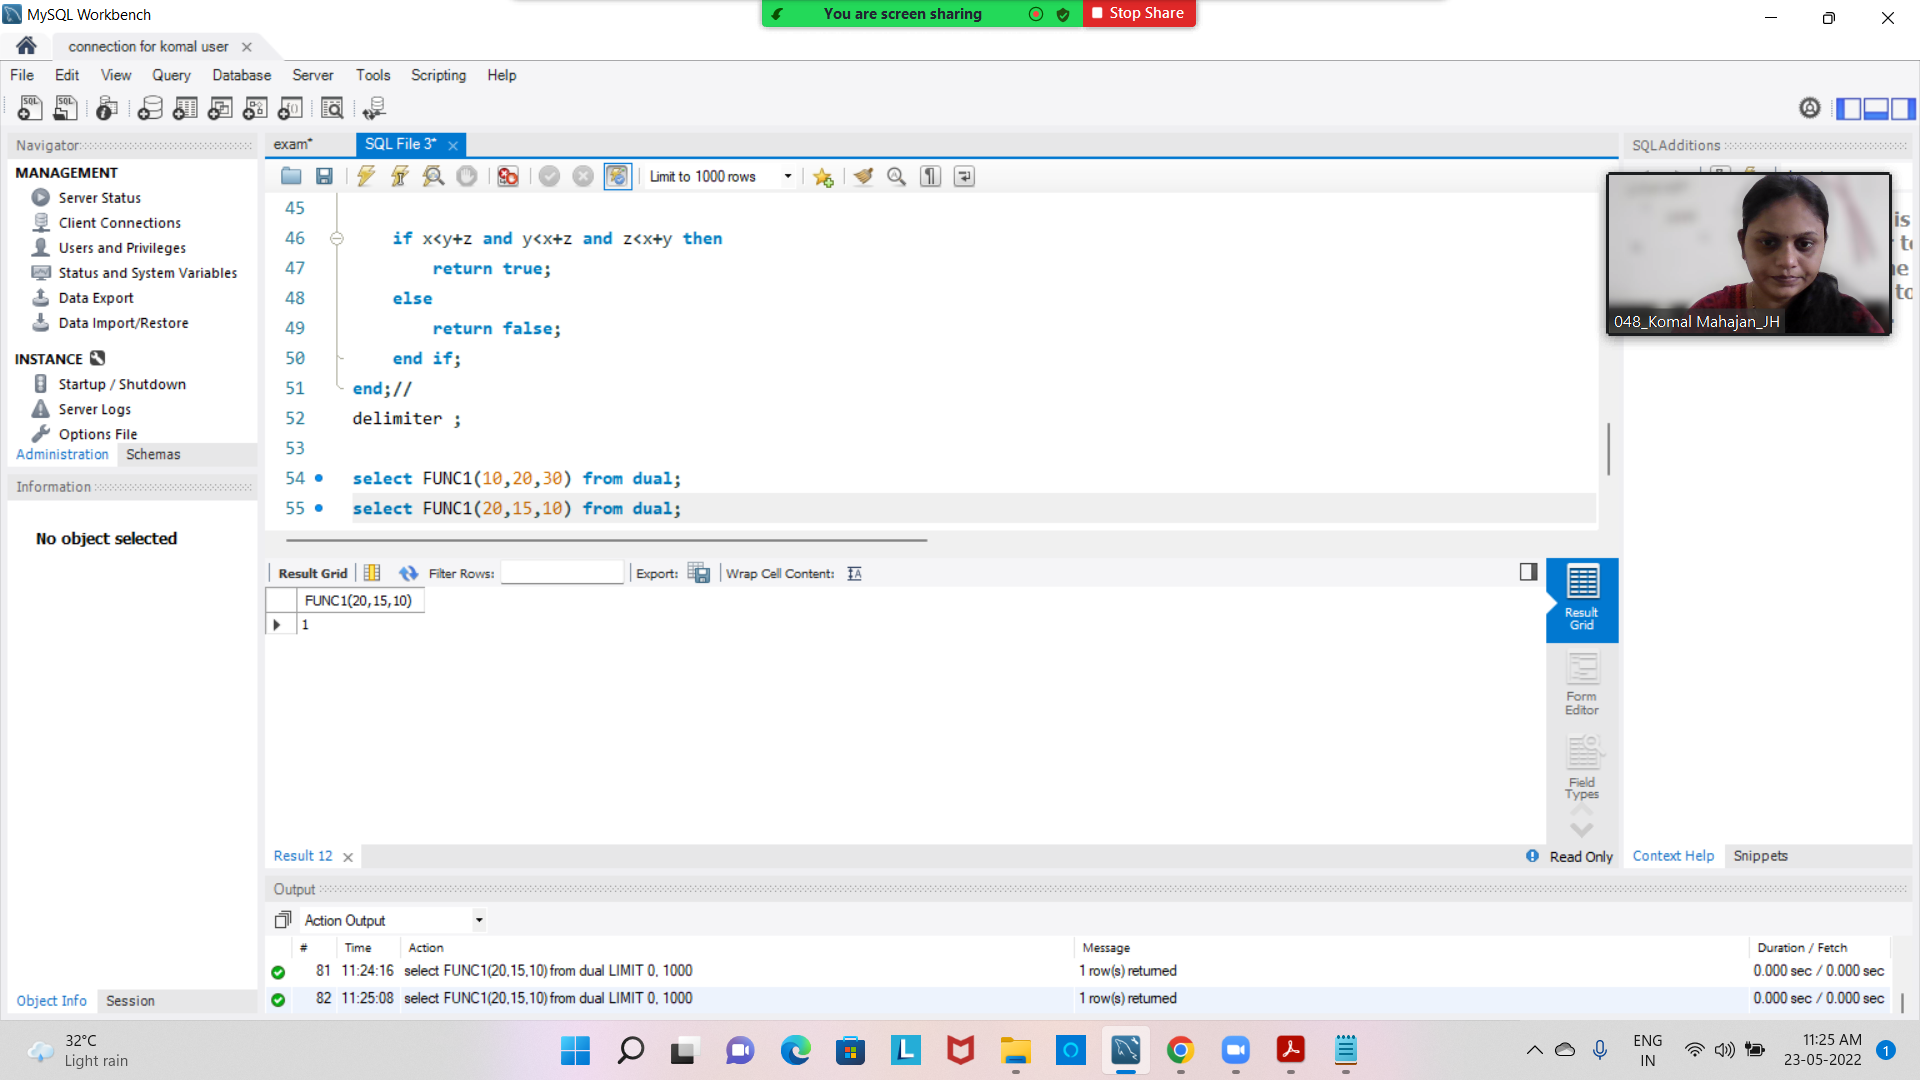 MySQL Workbench
You are screen sharing
Stop Share
connection for komal user
File Edit View Query Database Server Tools Scripting Help
Navigator
MANAGEMENT
Server Status
Client Connections
Users and Privileges
Status and System Variables
Data Export
Data Import/Restore
INSTANCE
Startup / Shutdown
Server Logs
Options File
Administration Schemas
Information
No object selected
Object Info Session
exam* SQL File 3*
Limit to 1000 rows
45
46 if x<y+z and y<x+z and z<x+y then
47 return true;
48 else
49 return false;
50 end if;
51 end;//
52 delimiter ;
53
54 select FUNC1(10,20,30) from dual;
55 select FUNC1(20,15,10) from dual;
Result Grid Filter Rows: Export: Wrap Cell Content:
FUNC1(20,15,10)
1
Result Grid
Form Editor
Field Types
Result 12
Read Only
SQLAdditions
048_Komal Mahajan_JH
Context Help Snippets
Output
Action Output
# Time Action Message Duration / Fetch
81 11:24:16 select FUNC1(20,15,10) from dual LIMIT 0, 1000 1 row(s) returned 0.000 sec / 0.000 sec
82 11:25:08 select FUNC1(20,15,10) from dual LIMIT 0, 1000 1 row(s) returned 0.000 sec / 0.000 sec
32°C
Light rain
ENG
IN
11:25 AM
23-05-2022
1